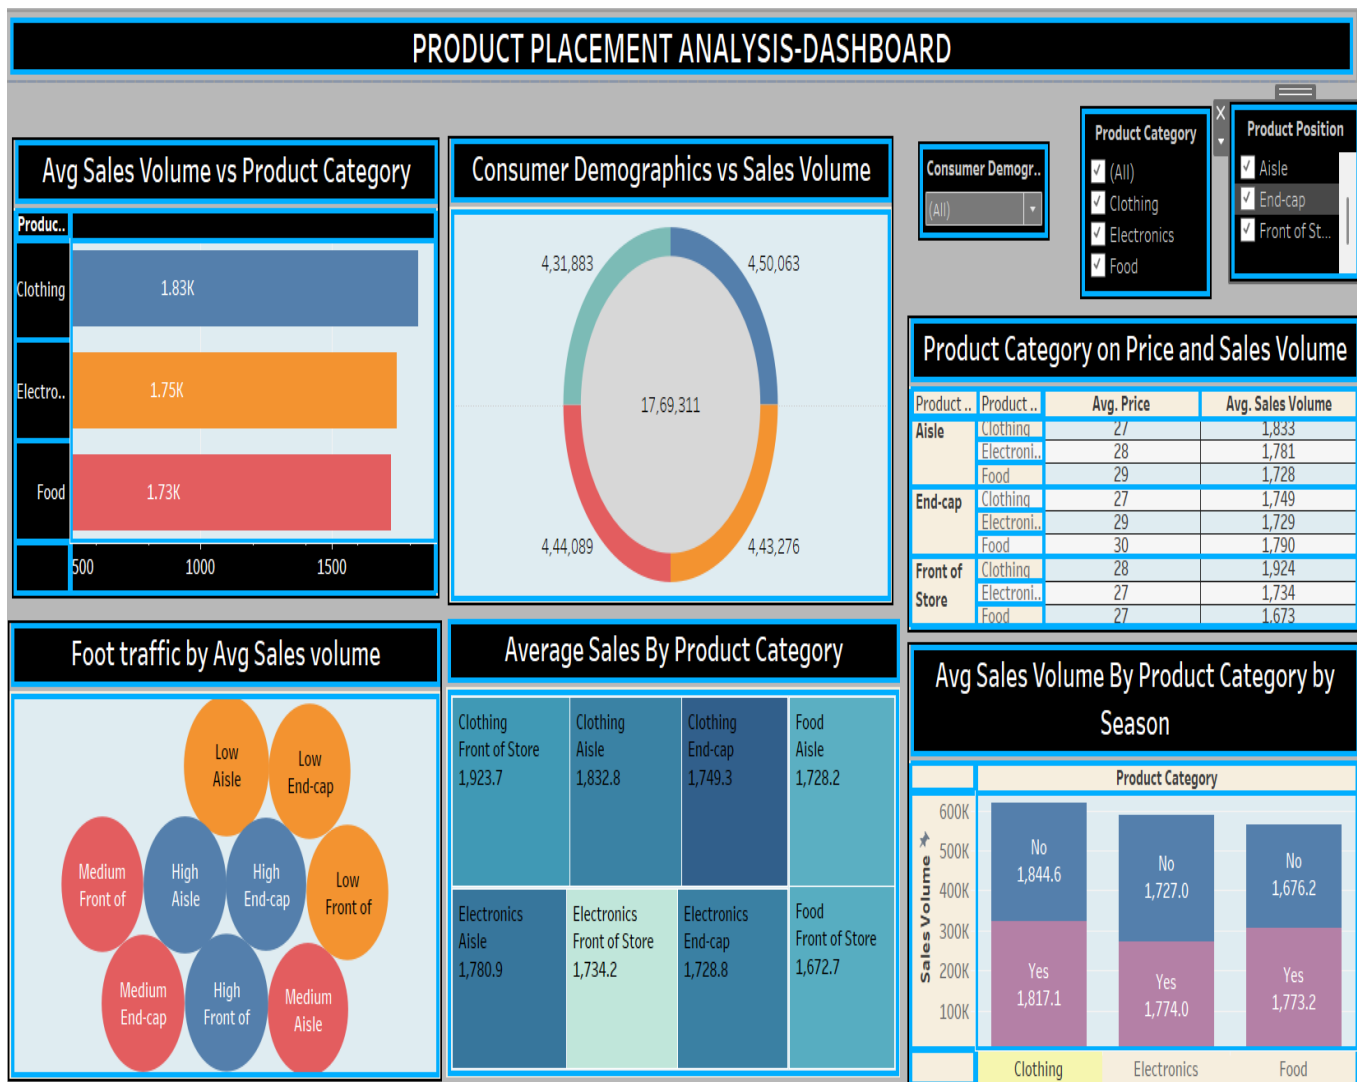 PRODUCT PLACEMENT ANALYSIS-DASHBOARD
Avg Sales Volume vs Product Category
Produc..
Clothing
1.83K
Electro..
1.75K
Food
1.73K
500 1000 1500
Consumer Demographics vs Sales Volume
4,31,883
4,50,063
17,69,311
4,44,089
4,43,276
Consumer Demogr..
(All)
Product Category
(All)
Clothing
Electronics
Food
Product Position
Aisle
End-cap
Front of St...
Product Category on Price and Sales Volume
Product .. Product .. Avg. Price Avg. Sales Volume
Aisle Clothing 27 1,833
Electroni.. 28 1,781
Food 29 1,728
End-cap Clothing 27 1,749
Electroni.. 29 1,729
Food 30 1,790
Front of Store Clothing 28 1,924
Electroni.. 27 1,734
Food 27 1,673
Foot traffic by Avg Sales volume
Low
Aisle
Low
End-cap
Medium
Front of
High
Aisle
High
End-cap
Low
Front of
Medium
End-cap
High
Front of
Medium
Aisle
Average Sales By Product Category
Clothing
Front of Store
1,923.7
Clothing
Aisle
1,832.8
Clothing
End-cap
1,749.3
Food
Aisle
1,728.2
Electronics
Aisle
1,780.9
Electronics
Front of Store
1,734.2
Electronics
End-cap
1,728.8
Food
Front of Store
1,672.7
Avg Sales Volume By Product Category by
Season
Product Category
Sales Volume
600K
500K
400K
300K
200K
100K
No
1,844.6
Yes
1,817.1
No
1,727.0
Yes
1,774.0
No
1,676.2
Yes
1,773.2
Clothing Electronics Food